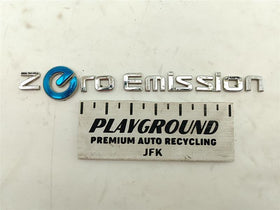 Zero Emission
PLAYGROUND
PREMIUM AUTO RECYCLING
JFK